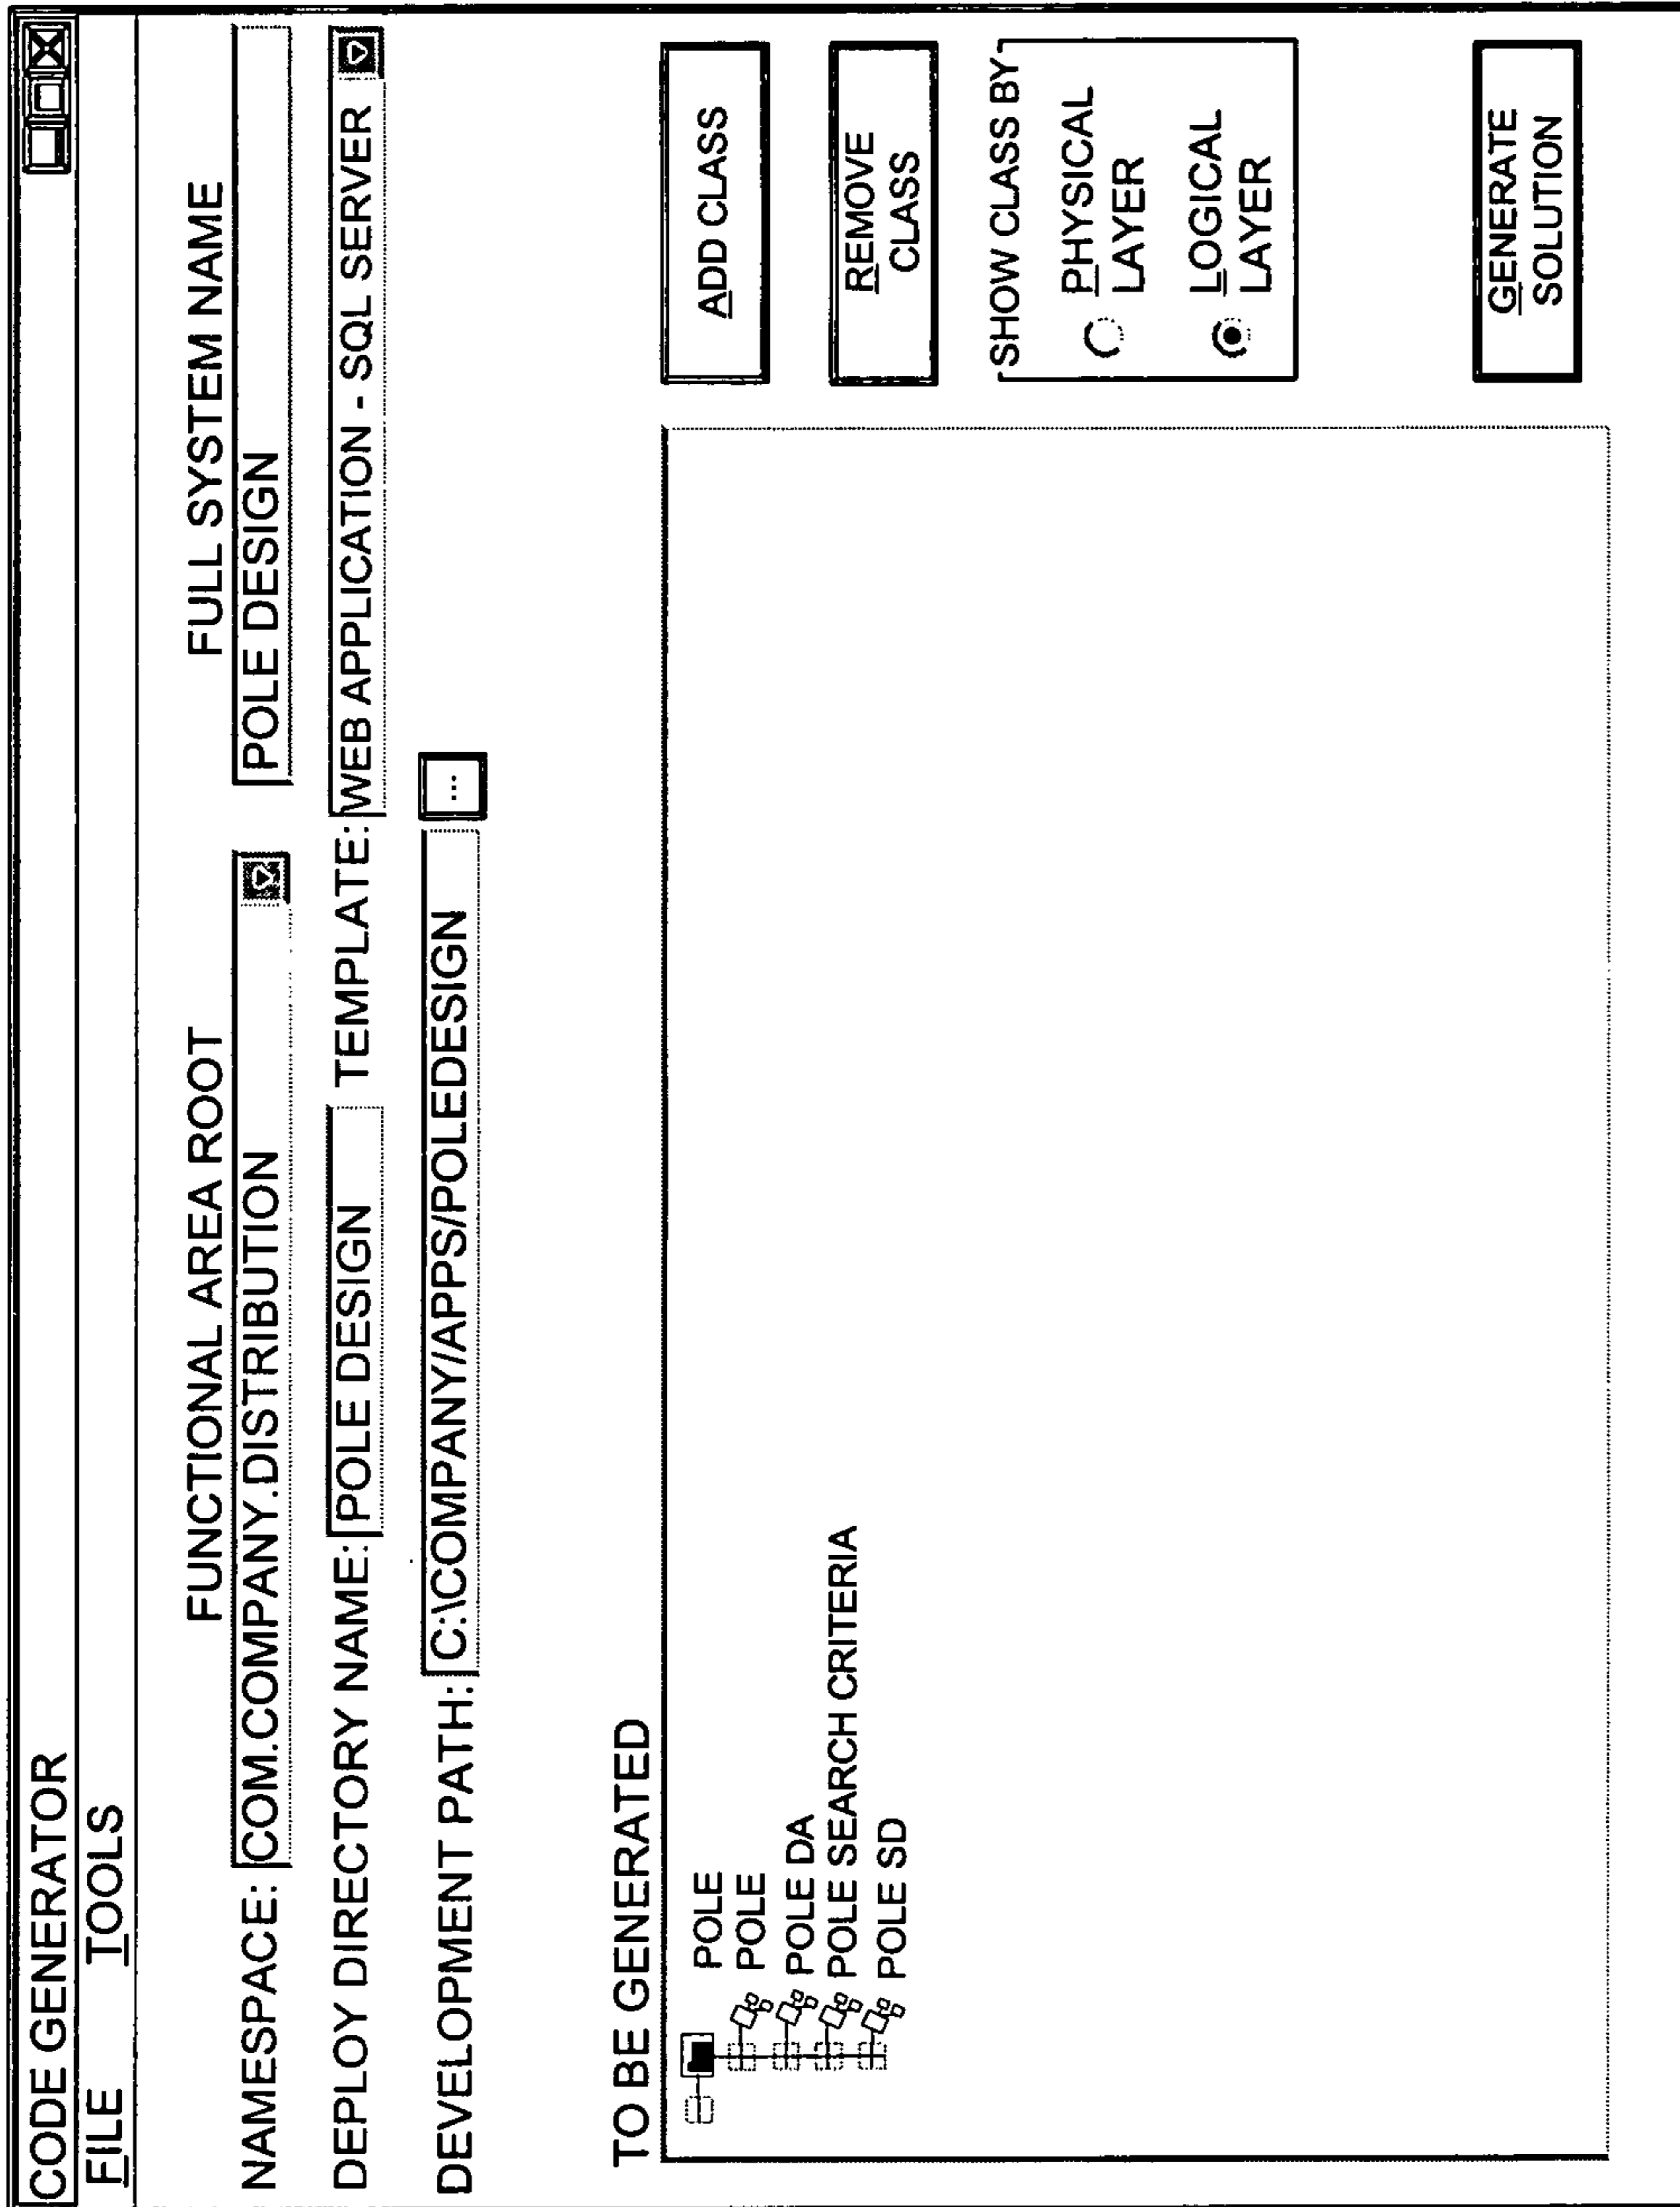 CODE GENERATOR
FILE TOOLS
FUNCTIONAL AREA ROOT FULL SYSTEM NAME
NAMESPACE: COM.COMPANY.DISTRIBUTION POLE DESIGN
DEPLOY DIRECTORY NAME: POLE DESIGN TEMPLATE: WEB APPLICATION - SQL SERVER
DEVELOPMENT PATH: C:\COMPANY/APPS/POLEDESIGN ...
TO BE GENERATED
POLE
POLE
POLE DA
POLE SEARCH CRITERIA
POLE SD
ADD CLASS
REMOVE
CLASS
SHOW CLASS BY
PHYSICAL
LAYER
LOGICAL
LAYER
GENERATE
SOLUTION